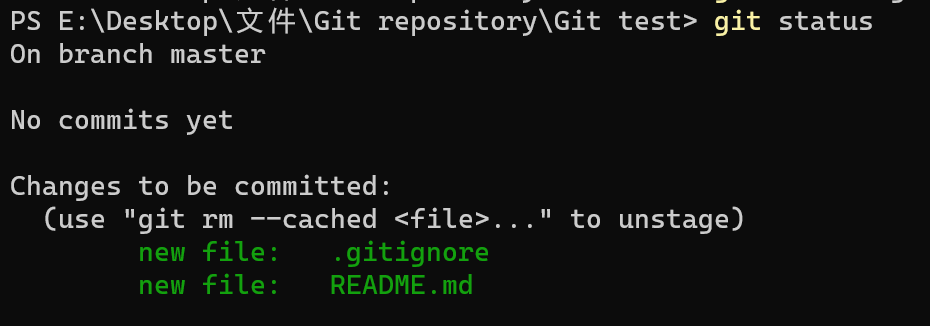 PS E:\Desktop\文件\Git repository\Git test> git status
On branch master
No commits yet
Changes to be committed:
(use "git rm --cached <file>..." to unstage)
new file: .gitignore
new file: README.md